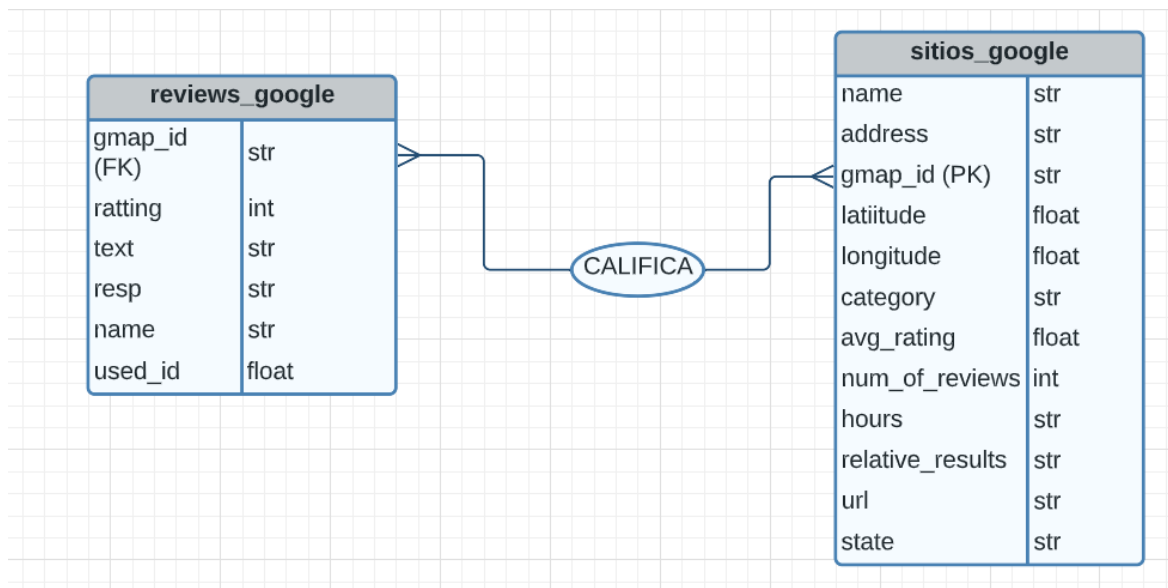 reviews_google
gmap_id
(FK) str
ratting int
text str
resp str
name str
used_id float
CALIFICA
sitios_google
name str
address str
gmap_id (PK) str
latiitude float
longitude float
category str
avg_rating float
num_of_reviews int
hours str
relative_results str
url str
state str